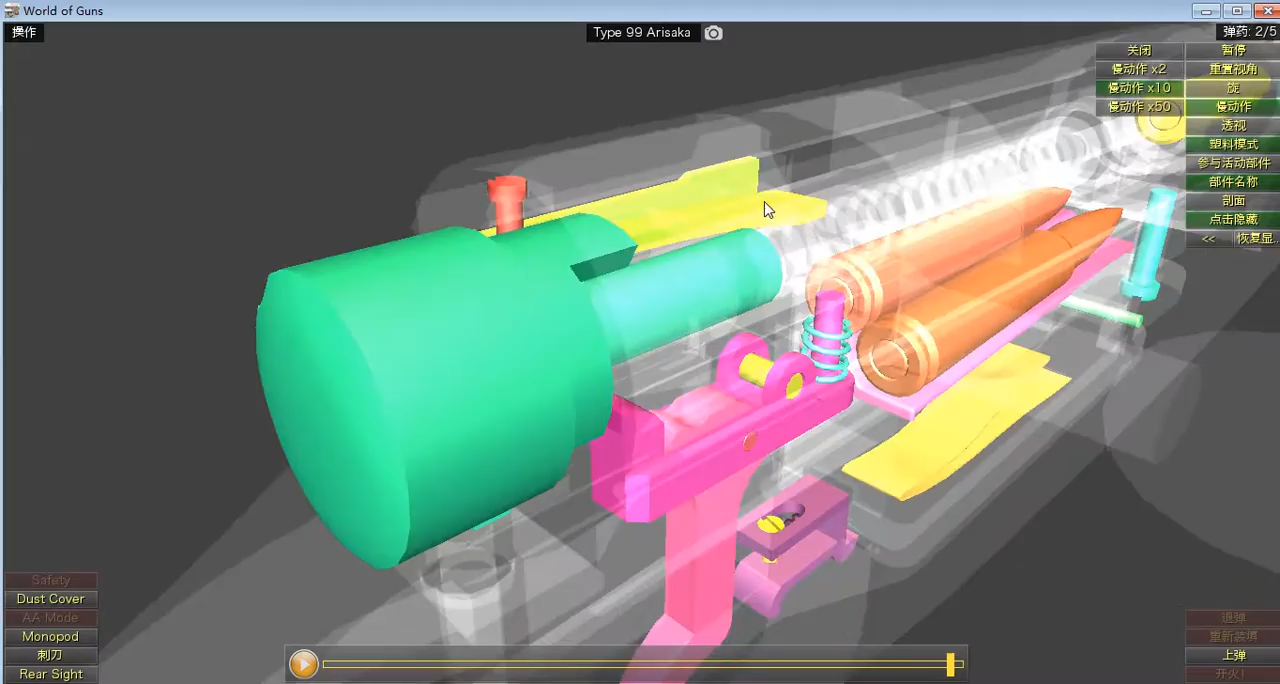 World of Guns
操作
Type 99 Arisaka
弹药: 2/5
关闭
暂停
慢动作 x2
重置视角
慢动作 x10
旋
慢动作 x50
慢动作
透视
塑料模式
参与活动部件
部件名称
剖面
点击隐藏
<<
恢复显..
Safety
Dust Cover
AA Mode
Monopod
刺刀
Rear Sight
退弹
重新装填
上弹
开火!